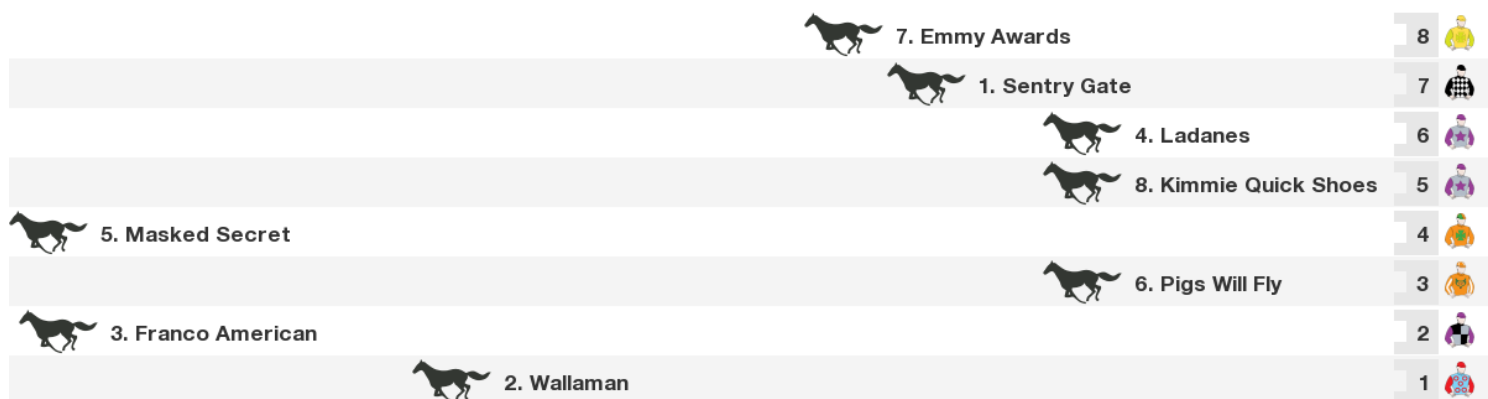 7. Emmy Awards 8
1. Sentry Gate 7
4. Ladanes 6
8. Kimmie Quick Shoes 5
5. Masked Secret 4
6. Pigs Will Fly 3
3. Franco American 2
2. Wallaman 1